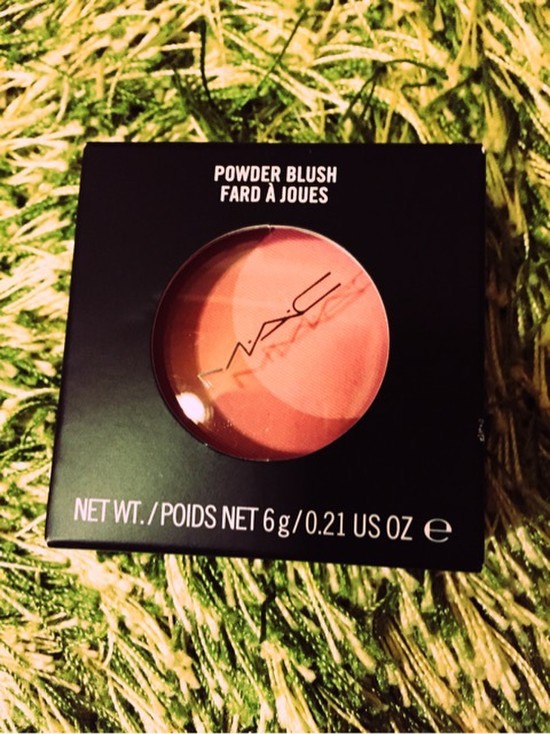 POWDER BLUSH
FARD À JOUES
M·A·C
NET WT. / POIDS NET 6 g / 0.21 US OZ ℮